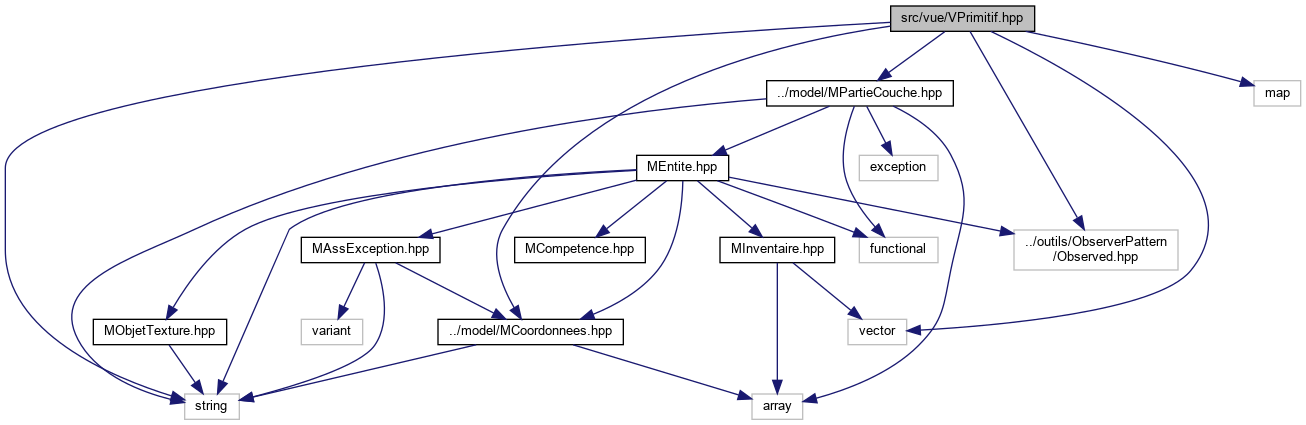 src/vue/VPrimitif.hpp
../model/MPartieCouche.hpp
map
MEntite.hpp
exception
MAssException.hpp
MCompetence.hpp
MInventaire.hpp
functional
../outils/ObserverPattern
/Observed.hpp
MObjetTexture.hpp
variant
../model/MCoordonnees.hpp
vector
string
array